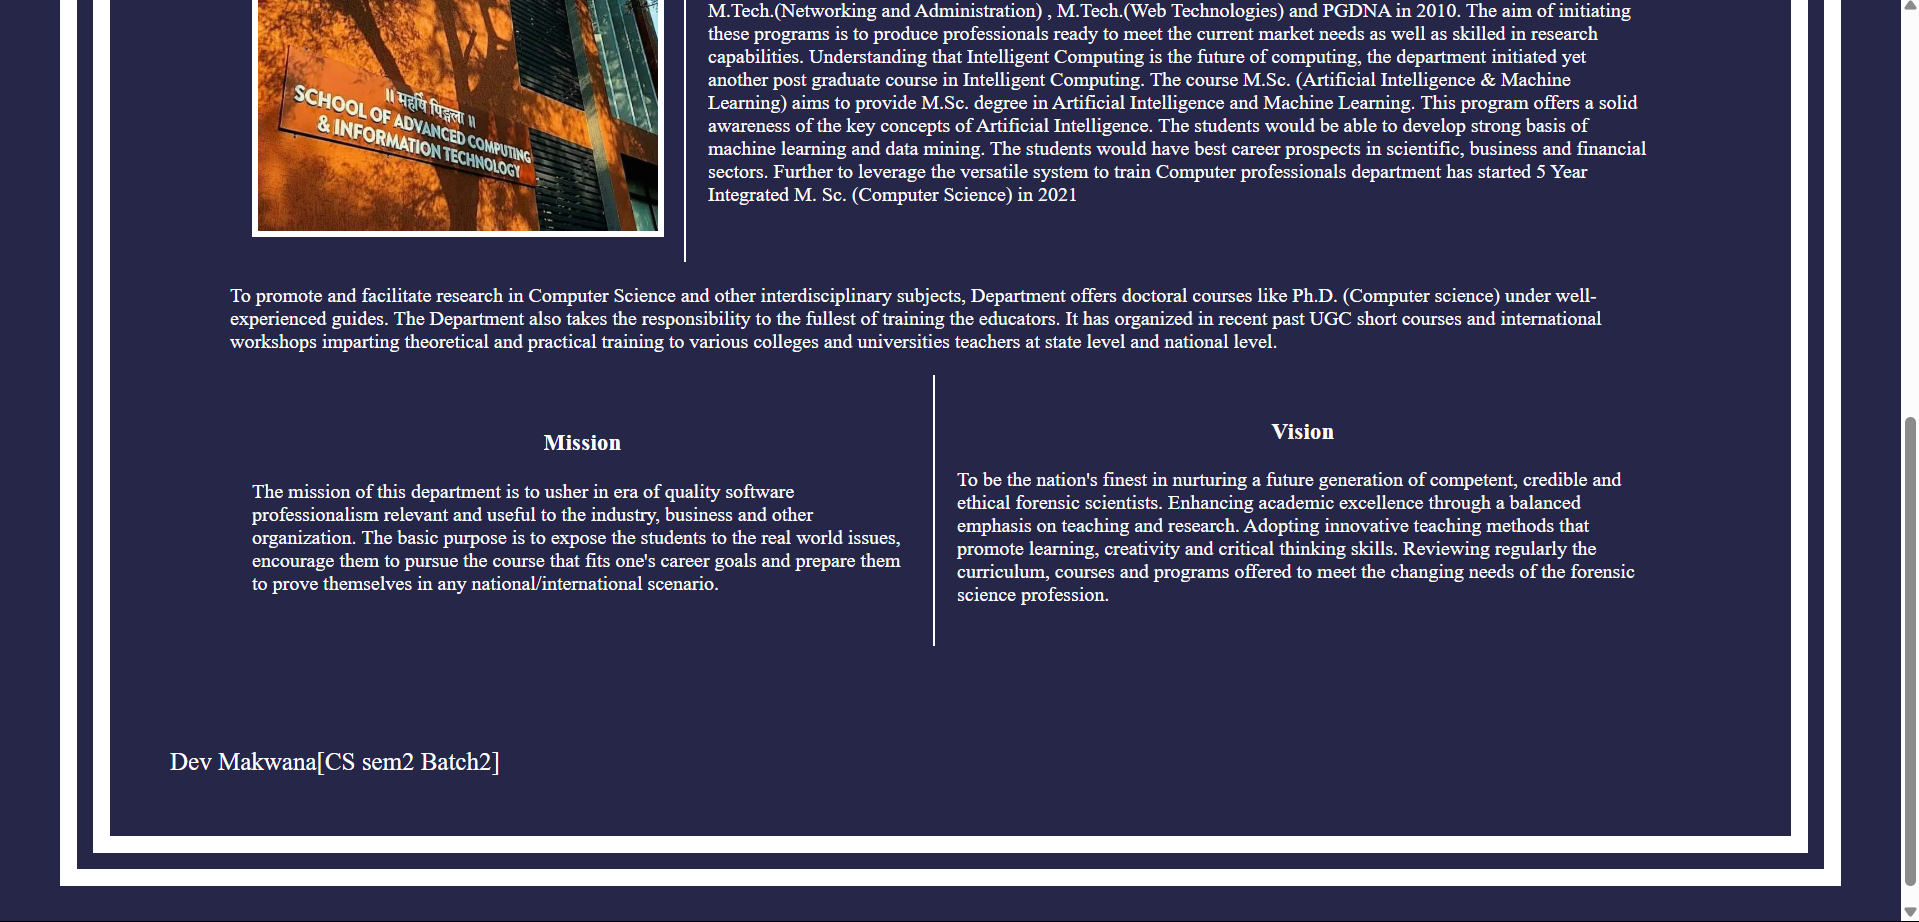 ॥ महर्षि पिङ्गला ॥
SCHOOL OF ADVANCED COMPUTING
& INFORMATION TECHNOLOGY
M.Tech.(Networking and Administration) , M.Tech.(Web Technologies) and PGDNA in 2010. The aim of initiating
these programs is to produce professionals ready to meet the current market needs as well as skilled in research
capabilities. Understanding that Intelligent Computing is the future of computing, the department initiated yet
another post graduate course in Intelligent Computing. The course M.Sc. (Artificial Intelligence & Machine
Learning) aims to provide M.Sc. degree in Artificial Intelligence and Machine Learning. This program offers a solid
awareness of the key concepts of Artificial Intelligence. The students would be able to develop strong basis of
machine learning and data mining. The students would have best career prospects in scientific, business and financial
sectors. Further to leverage the versatile system to train Computer professionals department has started 5 Year
Integrated M. Sc. (Computer Science) in 2021
To promote and facilitate research in Computer Science and other interdisciplinary subjects, Department offers doctoral courses like Ph.D. (Computer science) under well-
experienced guides. The Department also takes the responsibility to the fullest of training the educators. It has organized in recent past UGC short courses and international
workshops imparting theoretical and practical training to various colleges and universities teachers at state level and national level.
Mission
The mission of this department is to usher in era of quality software
professionalism relevant and useful to the industry, business and other
organization. The basic purpose is to expose the students to the real world issues,
encourage them to pursue the course that fits one's career goals and prepare them
to prove themselves in any national/international scenario.
Vision
To be the nation's finest in nurturing a future generation of competent, credible and
ethical forensic scientists. Enhancing academic excellence through a balanced
emphasis on teaching and research. Adopting innovative teaching methods that
promote learning, creativity and critical thinking skills. Reviewing regularly the
curriculum, courses and programs offered to meet the changing needs of the forensic
science profession.
Dev Makwana[CS sem2 Batch2]